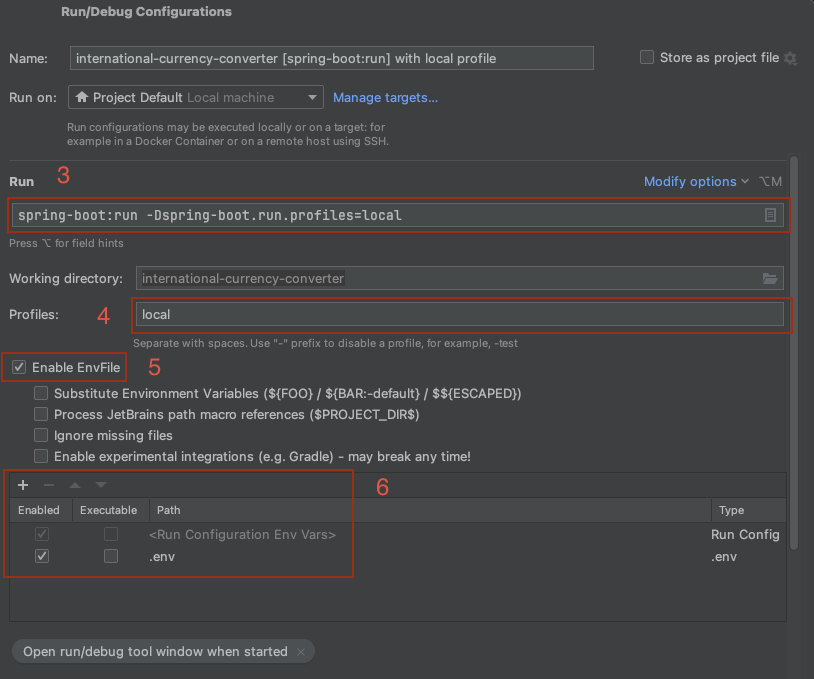 Run/Debug Configurations
Name: international-currency-converter [spring-boot:run] with local profile Store as project file
Run on: Project Default Local machine Manage targets...
Run configurations may be executed locally or on a target: for
example in a Docker Container or on a remote host using SSH.
Run 3 Modify options ⌥M
spring-boot:run -Dspring-boot.run.profiles=local
Press ⌥ for field hints
Working directory: international-currency-converter
Profiles: 4 local
Separate with spaces. Use "-" prefix to disable a profile, for example, -test
Enable EnvFile 5
Substitute Environment Variables (${FOO} / ${BAR:-default} / $${ESCAPED})
Process JetBrains path macro references ($PROJECT_DIR$)
Ignore missing files
Enable experimental integrations (e.g. Gradle) - may break any time!
6
Enabled Executable Path Type
<Run Configuration Env Vars> Run Config
.env .env
Open run/debug tool window when started